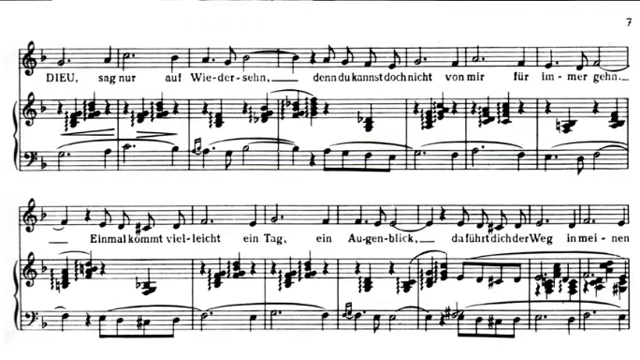 7
DIEU, sag nur auf Wie-der-sehn, denn du kannst doch nicht von mir für im-mer gehn.
Einmal kommt viel-leicht ein Tag, ein Au-gen-blick, da führt dich der Weg in mei-nen